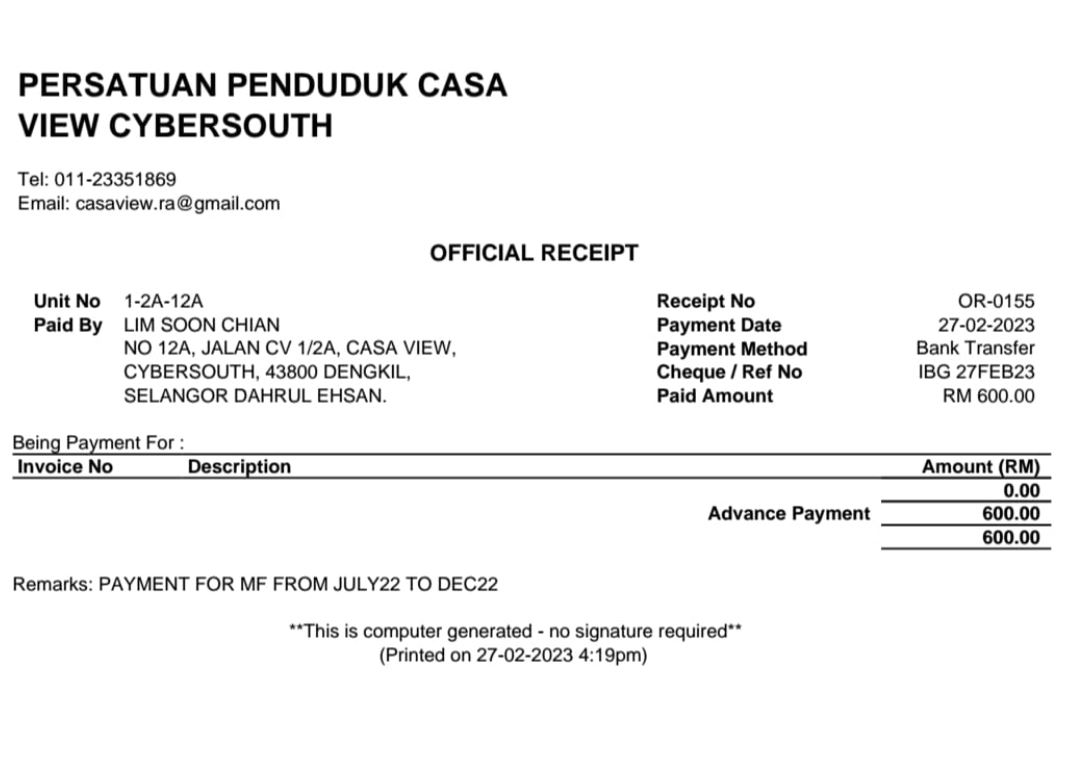 PERSATUAN PENDUDUK CASA
VIEW CYBERSOUTH
Tel: 011-23351869
Email: casaview.ra@gmail.com
OFFICIAL RECEIPT
Unit No 1-2A-12A
Paid By LIM SOON CHIAN
NO 12A, JALAN CV 1/2A, CASA VIEW,
CYBERSOUTH, 43800 DENGKIL,
SELANGOR DAHRUL EHSAN.
Receipt No OR-0155
Payment Date 27-02-2023
Payment Method Bank Transfer
Cheque / Ref No IBG 27FEB23
Paid Amount RM 600.00
Being Payment For :
Invoice No Description Amount (RM)
0.00
Advance Payment 600.00
600.00
Remarks: PAYMENT FOR MF FROM JULY22 TO DEC22
**This is computer generated - no signature required**
(Printed on 27-02-2023 4:19pm)